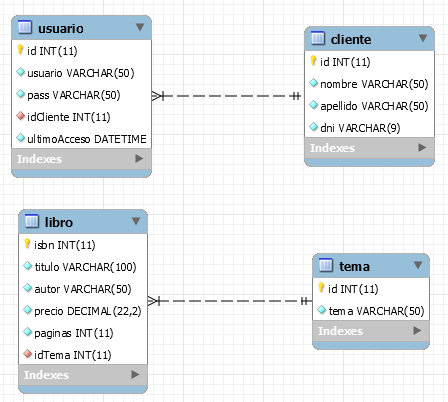 usuario
id INT(11)
usuario VARCHAR(50)
pass VARCHAR(50)
idCliente INT(11)
ultimoAcceso DATETIME
Indexes
cliente
id INT(11)
nombre VARCHAR(50)
apellido VARCHAR(50)
dni VARCHAR(9)
Indexes
libro
isbn INT(11)
titulo VARCHAR(100)
autor VARCHAR(50)
precio DECIMAL(22,2)
paginas INT(11)
idTema INT(11)
Indexes
tema
id INT(11)
tema VARCHAR(50)
Indexes